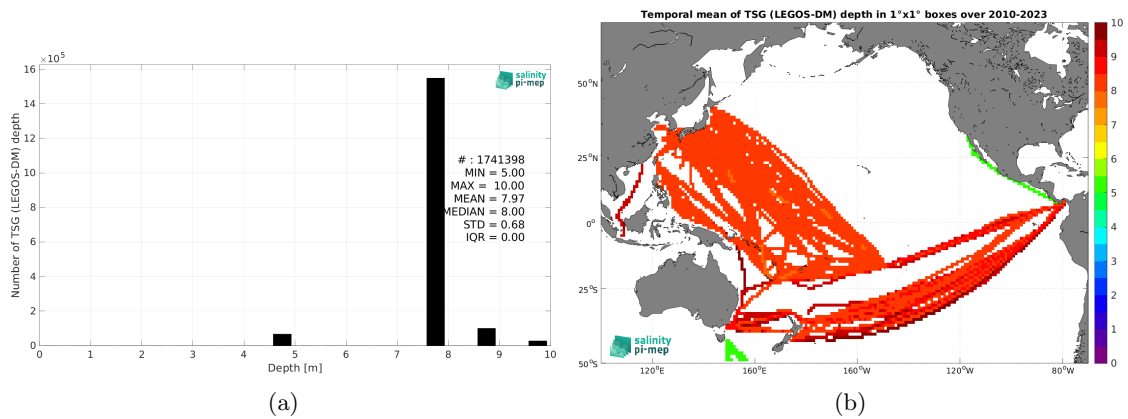 ×10⁵
16
14
12
10
8
6
4
2
0
Number of TSG (LEGOS-DM) depth
salinity
pi-mep
# : 1741398
MIN = 5.00
MAX = 10.00
MEAN = 7.97
MEDIAN = 8.00
STD = 0.68
IQR = 0.00
0 1 2 3 4 5 6 7 8 9 10
Depth [m]
(a)
Temporal mean of TSG (LEGOS-DM) depth in 1°x1° boxes over 2010-2023
50°N
25°N
0°
25°S
50°S
120°E
160°E
160°W
120°W
80°W
salinity
pi-mep
10
9
8
7
6
5
4
3
2
1
0
(b)